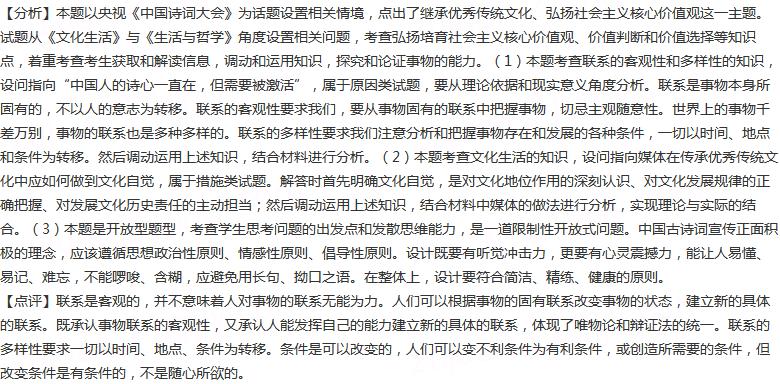 【分析】本题以央视《中国诗词大会》为话题设置相关情境，点出了继承优秀传统文化、弘扬社会主义核心价值观这一主题。
试题从《文化生活》与《生活与哲学》角度设置相关问题，考查弘扬培育社会主义核心价值观、价值判断和价值选择等知识
点，着重考查考生获取和解读信息，调动和运用知识，探究和论证事物的能力。（1）本题考查联系的客观性和多样性的知识，
设问指向“中国人的诗心一直在，但需要被激活”，属于原因类试题，要从理论依据和现实意义角度分析。联系是事物本身所
固有的，不以人的意志为转移。联系的客观性要求我们，要从事物固有的联系中把握事物，切忌主观随意性。世界上的事物千
差万别，事物的联系也是多种多样的。联系的多样性要求我们注意分析和把握事物存在和发展的各种条件，一切以时间、地点
和条件为转移。然后调动运用上述知识，结合材料进行分析。（2）本题考查文化生活的知识，设问指向媒体在传承优秀传统文
化中应如何做到文化自觉，属于措施类试题。解答时首先明确文化自觉，是对文化地位作用的深刻认识、对文化发展规律的正
确把握、对发展文化历史责任的主动担当；然后调动运用上述知识，结合材料中媒体的做法进行分析，实现理论与实际的结
合。（3）本题是开放型题型，考查学生思考问题的出发点和发散思维能力，是一道限制性开放式问题。中国古诗词宣传正面积
极的理念，应该遵循思想政治性原则、情感性原则、倡导性原则。设计既要有听觉冲击力，更要有心灵震撼力，能让人易懂、
易记、难忘，不能啰唆、含糊，应避免用长句、拗口之语。在整体上，设计要符合简洁、精练、健康的原则。
【点评】联系是客观的，并不意味着人对事物的联系无能为力。人们可以根据事物的固有联系改变事物的状态，建立新的具体
的联系。既承认事物联系的客观性，又承认人能发挥自己的能力建立新的具体的联系，体现了唯物论和辩证法的统一。联系的
多样性要求一切以时间、地点、条件为转移。条件是可以改变的，人们可以变不利条件为有利条件，或创造所需要的条件，但
改变条件是有条件的，不是随心所欲的。